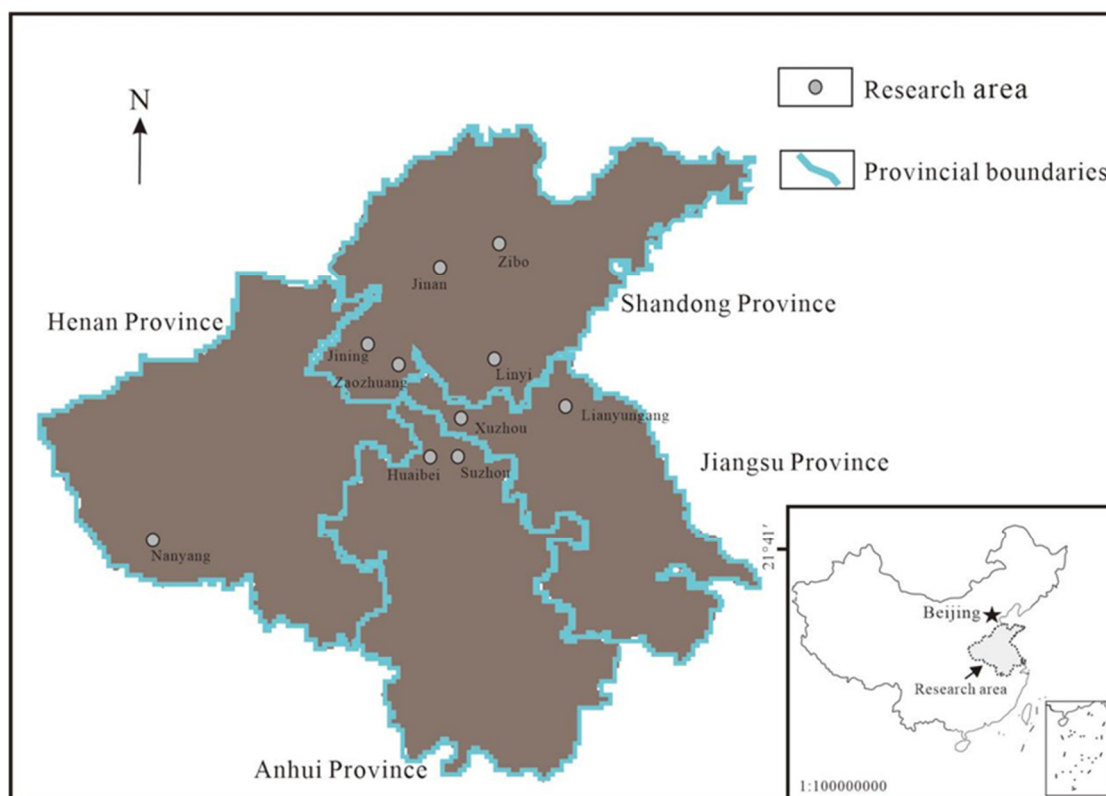 N
Research area
Provincial boundaries
Zibo
Jinan
Shandong Province
Henan Province
Jining
Zaozhuang
Linyi
Lianyungang
Xuzhou
Jiangsu Province
Huaibei
Suzhou
Nanyang
21°41′
Beijing
Research area
Anhui Province
1:100000000